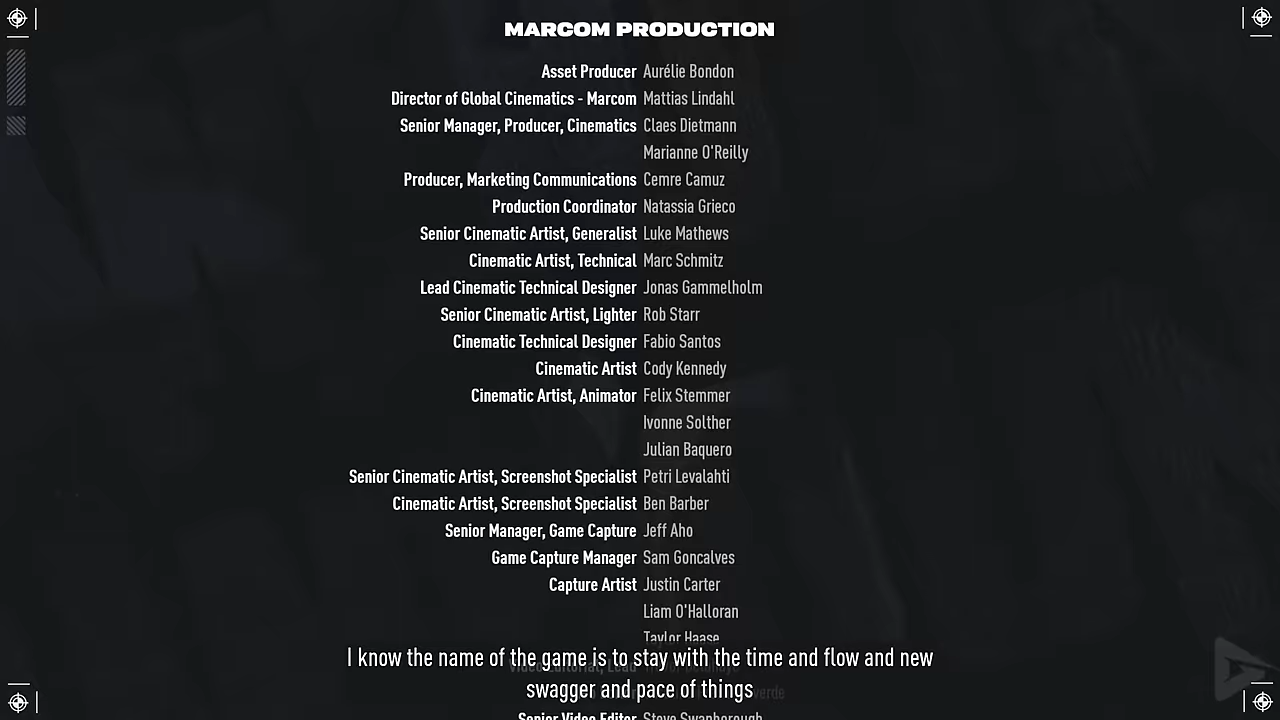 MARCOM PRODUCTION
Asset Producer Aurélie Bondon
Director of Global Cinematics - Marcom Mattias Lindahl
Senior Manager, Producer, Cinematics Claes Dietmann
Marianne O'Reilly
Producer, Marketing Communications Cemre Camuz
Production Coordinator Natassia Grieco
Senior Cinematic Artist, Generalist Luke Mathews
Cinematic Artist, Technical Marc Schmitz
Lead Cinematic Technical Designer Jonas Gammelholm
Senior Cinematic Artist, Lighter Rob Starr
Cinematic Technical Designer Fabio Santos
Cinematic Artist Cody Kennedy
Cinematic Artist, Animator Felix Stemmer
Ivonne Solther
Julian Baquero
Senior Cinematic Artist, Screenshot Specialist Petri Levalahti
Cinematic Artist, Screenshot Specialist Ben Barber
Senior Manager, Game Capture Jeff Aho
Game Capture Manager Sam Goncalves
Capture Artist Justin Carter
Liam O'Halloran
Taylor Haase
I know the name of the game is to stay with the time and flow and new
swagger and pace of things
Senior Video Editor Steve Swanborough